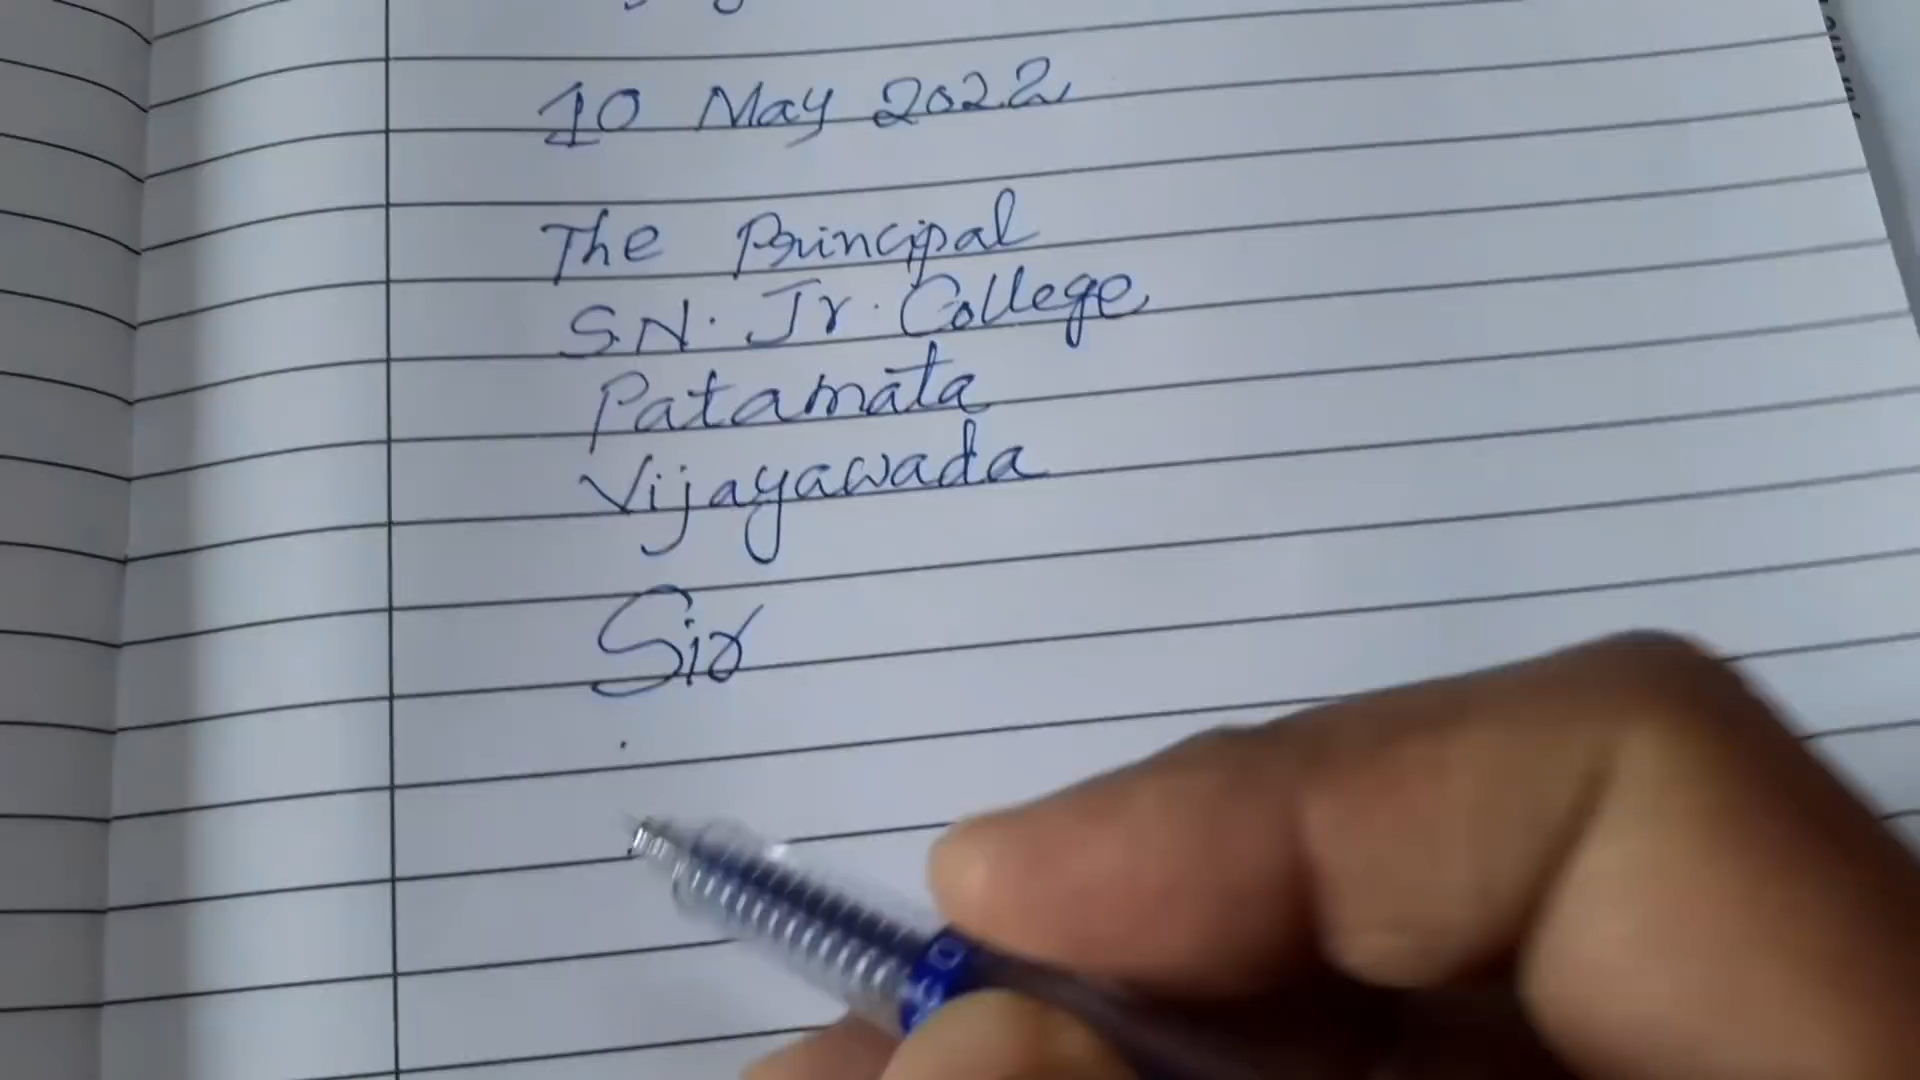 10 May 2022
The Principal
S.N. Jr. College
Patamata
Vijayawada
Sir